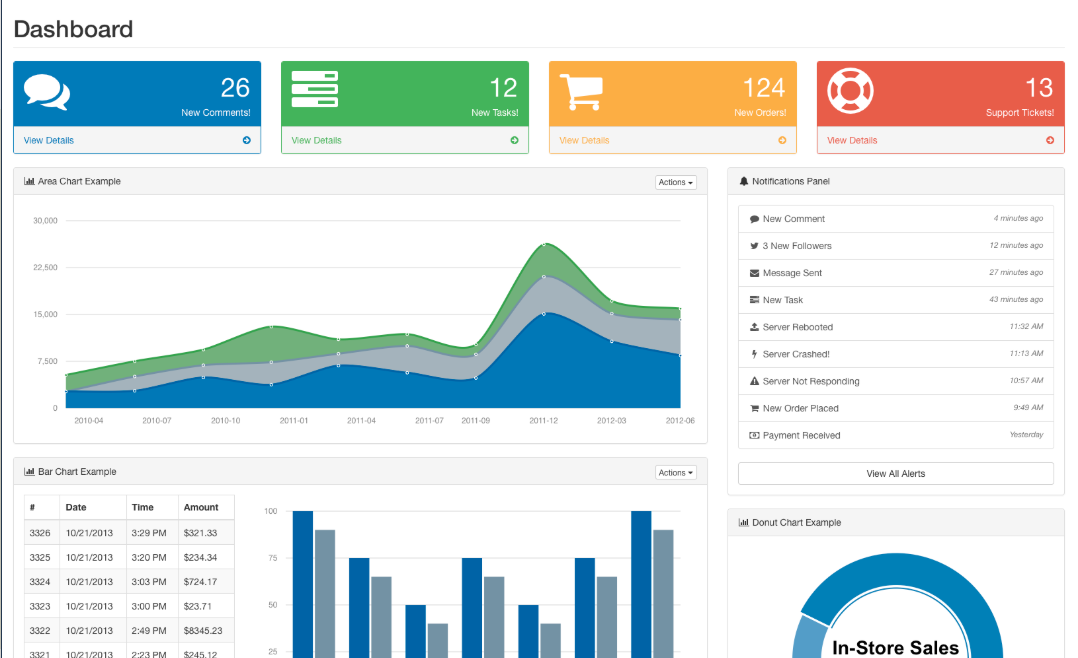 Dashboard
26
New Comments!
View Details
12
New Tasks!
View Details
124
New Orders!
View Details
13
Support Tickets!
View Details
Area Chart Example
Actions
30,000
22,500
15,000
7,500
0
2010-04 2010-07 2010-10 2011-01 2011-04 2011-07 2011-09 2011-12 2012-03 2012-06
Notifications Panel
New Comment 4 minutes ago
3 New Followers 12 minutes ago
Message Sent 27 minutes ago
New Task 43 minutes ago
Server Rebooted 11:32 AM
Server Crashed! 11:13 AM
Server Not Responding 10:57 AM
New Order Placed 9:49 AM
Payment Received Yesterday
View All Alerts
Bar Chart Example
Actions
# Date Time Amount
3326 10/21/2013 3:29 PM $321.33
3325 10/21/2013 3:20 PM $234.34
3324 10/21/2013 3:03 PM $724.17
3323 10/21/2013 3:00 PM $23.71
3322 10/21/2013 2:49 PM $8345.23
3321 10/21/2013 2:23 PM $245.12
100
75
50
25
Donut Chart Example
In-Store Sales